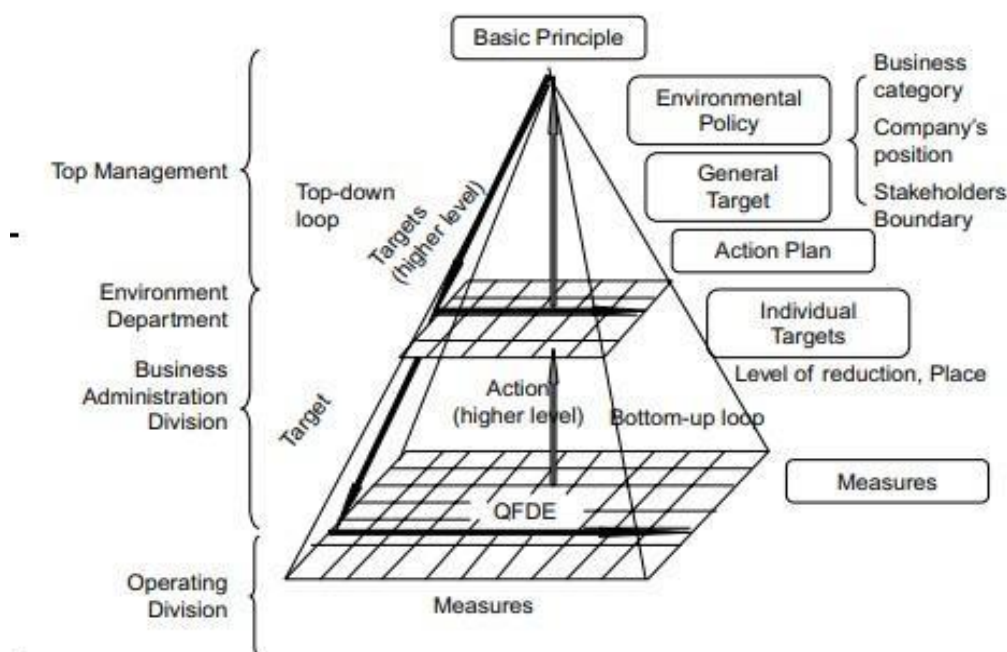 Basic Principle
Business
category
Environmental
Policy
Company's
position
Top Management
General
Target
Top-down
loop
Targets
(higher level)
Stakeholders
Boundary
Action Plan
Environment
Department
Individual
Targets
Business
Administration
Division
Level of reduction, Place
Action
(higher level)
Bottom-up loop
Target
Measures
QFDE
Operating
Division
Measures